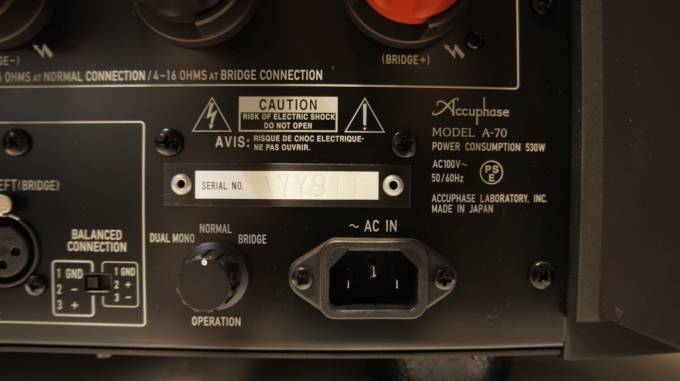 (BRIDGE+)
OHMS AT NORMAL CONNECTION / 4-16 OHMS AT BRIDGE CONNECTION
CAUTION
RISK OF ELECTRIC SHOCK
DO NOT OPEN
AVIS: RISQUE DE CHOC ELECTRIQUE-
NE PAS OUVRIR.
Accuphase
MODEL A-70
POWER CONSUMPTION 530W
AC100V~
50/60Hz
PS
E
ACCUPHASE LABORATORY, INC.
MADE IN JAPAN
SERIAL NO.
(BRIDGE)
BALANCED
CONNECTION
1 GND
2 -
3 +
1 GND
2 +
3 -
DUAL MONO
NORMAL
BRIDGE
OPERATION
~ AC IN